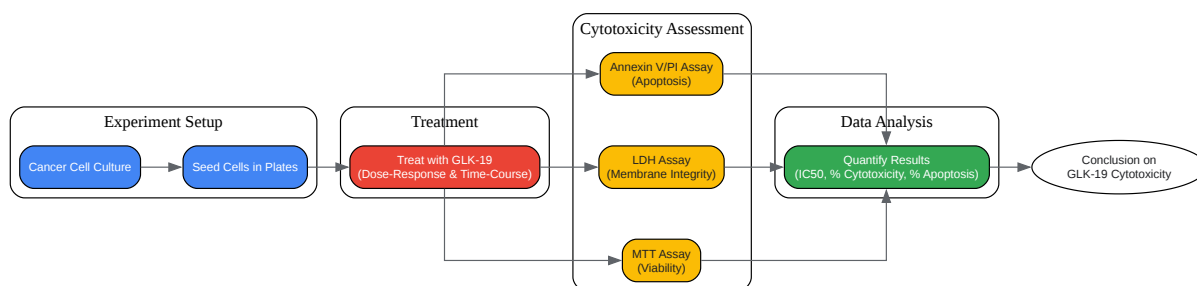 Experiment Setup
Cancer Cell Culture
Seed Cells in Plates
Treatment
Treat with GLK-19
(Dose-Response & Time-Course)
Cytotoxicity Assessment
Annexin V/PI Assay
(Apoptosis)
LDH Assay
(Membrane Integrity)
MTT Assay
(Viability)
Data Analysis
Quantify Results
(IC50, % Cytotoxicity, % Apoptosis)
Conclusion on
GLK-19 Cytotoxicity